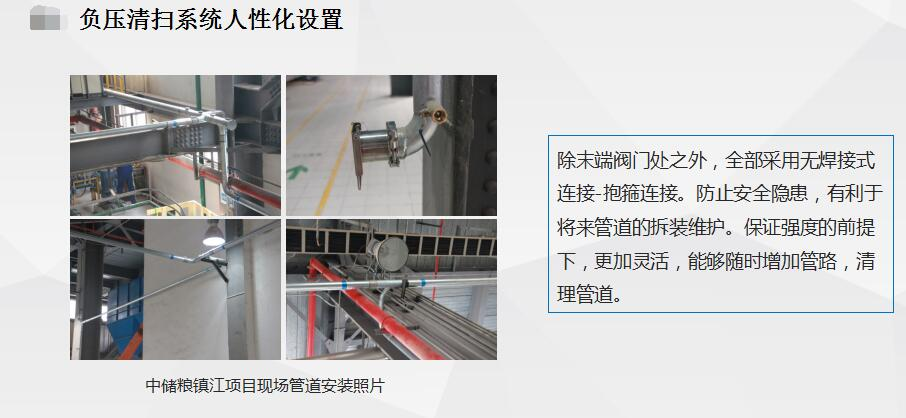 负压清扫系统人性化设置
除末端阀门处之外，全部采用无焊接式
连接-抱箍连接。防止安全隐患，有利于
将来管道的拆装维护。保证强度的前提
下，更加灵活，能够随时增加管路，清
理管道。
中储粮镇江项目现场管道安装照片